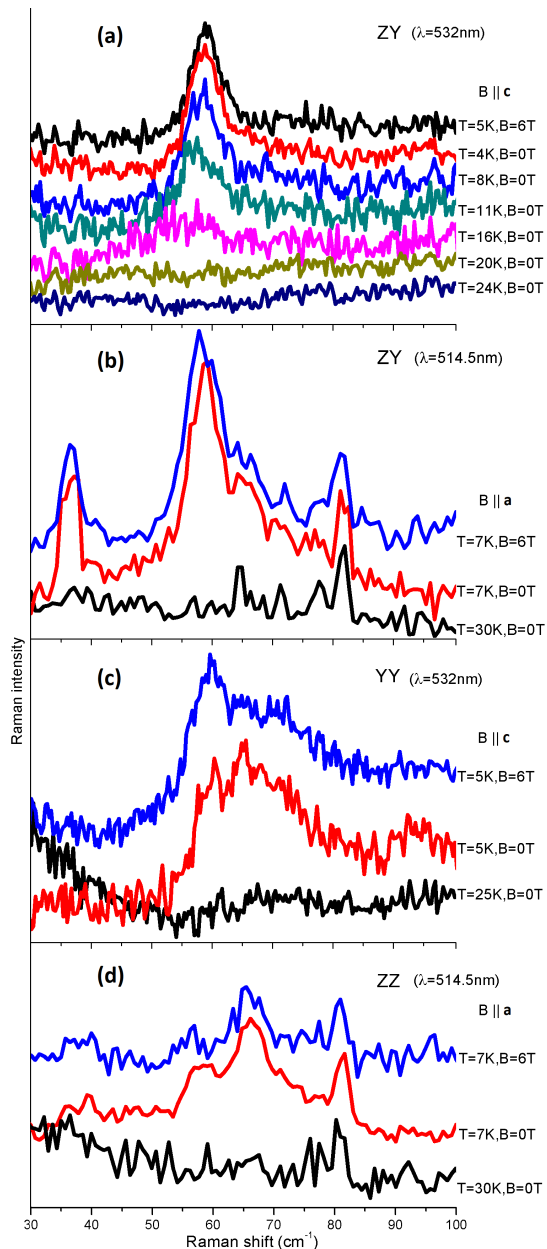 (a) ZY (λ=532nm)
B || c
T=5K,B=6T
T=4K,B=0T
T=8K,B=0T
T=11K,B=0T
T=16K,B=0T
T=20K,B=0T
T=24K,B=0T
(b) ZY (λ=514.5nm)
B || a
T=7K,B=6T
T=7K,B=0T
T=30K,B=0T
Raman intensity
(c) YY (λ=532nm)
B || c
T=5K,B=6T
T=5K,B=0T
T=25K,B=0T
(d) ZZ (λ=514.5nm)
B || a
T=7K,B=6T
T=7K,B=0T
T=30K,B=0T
30 40 50 60 70 80 90 100
Raman shift (cm⁻¹)